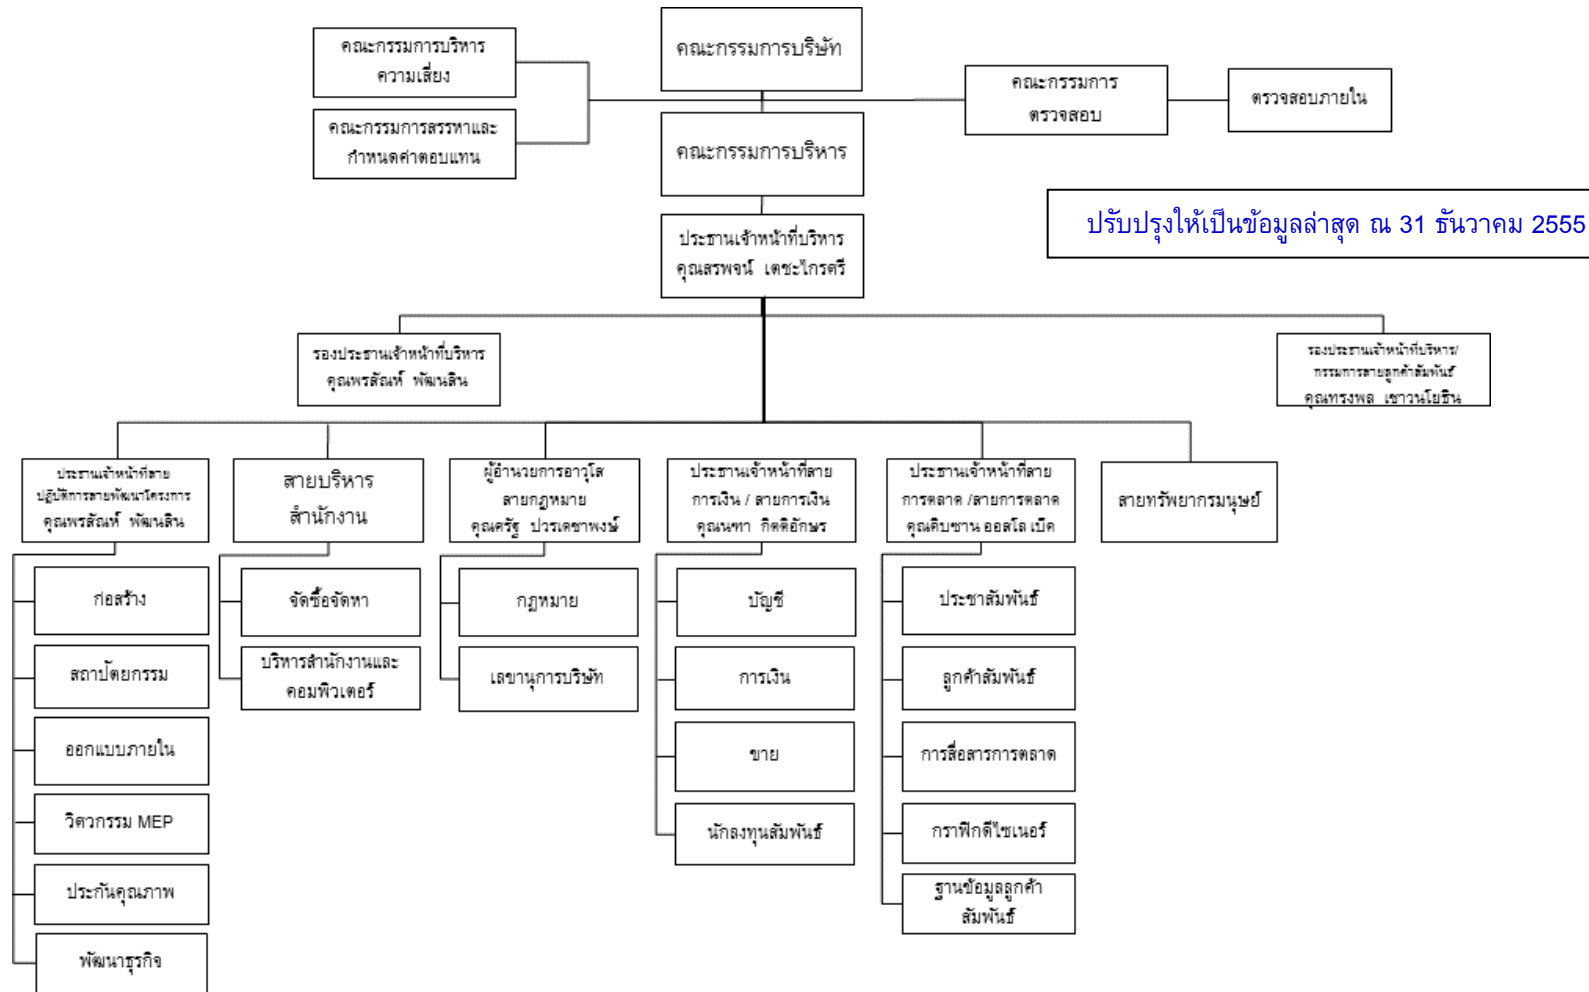 คณะกรรมการบริษัท
คณะกรรมการบริหาร
ความเสี่ยง
คณะกรรมการ
ตรวจสอบ
ตรวจสอบภายใน
คณะกรรมการสรรหาและ
กำหนดค่าตอบแทน
คณะกรรมการบริหาร
ปรับปรุงให้เป็นข้อมูลล่าสุด ณ 31 ธันวาคม 2555
ประธานเจ้าหน้าที่บริหาร
คุณสรพจน์ เตชะไกรศรี
รองประธานเจ้าหน้าที่บริหาร
คุณพรสัณห์ พัฒนสิน
รองประธานเจ้าหน้าที่บริหาร/
กรรมการสายลูกค้าสัมพันธ์
คุณทรงพล เชาวนโยธิน
ประธานเจ้าหน้าที่สาย
ปฏิบัติการสายพัฒนาโครงการ
คุณพรสัณห์ พัฒนสิน
สายบริหาร
สำนักงาน
ผู้อำนวยการอาวุโส
สายกฎหมาย
คุณศรัฐ ปวรเดชาพงษ์
ประธานเจ้าหน้าที่สาย
การเงิน / สายการเงิน
คุณนฑา กิตติอักษร
ประธานเจ้าหน้าที่สาย
การตลาด /สายการตลาด
คุณคิปซาน ออสโล เบ็ค
สายทรัพยากรมนุษย์
ก่อสร้าง
สถาปัตยกรรม
ออกแบบภายใน
วิศวกรรม MEP
ประกันคุณภาพ
พัฒนาธุรกิจ
จัดซื้อจัดหา
บริหารสำนักงานและ
คอมพิวเตอร์
กฎหมาย
เลขานุการบริษัท
บัญชี
การเงิน
ขาย
นักลงทุนสัมพันธ์
ประชาสัมพันธ์
ลูกค้าสัมพันธ์
การสื่อสารการตลาด
กราฟิกดีไซเนอร์
ฐานข้อมูลลูกค้า
สัมพันธ์